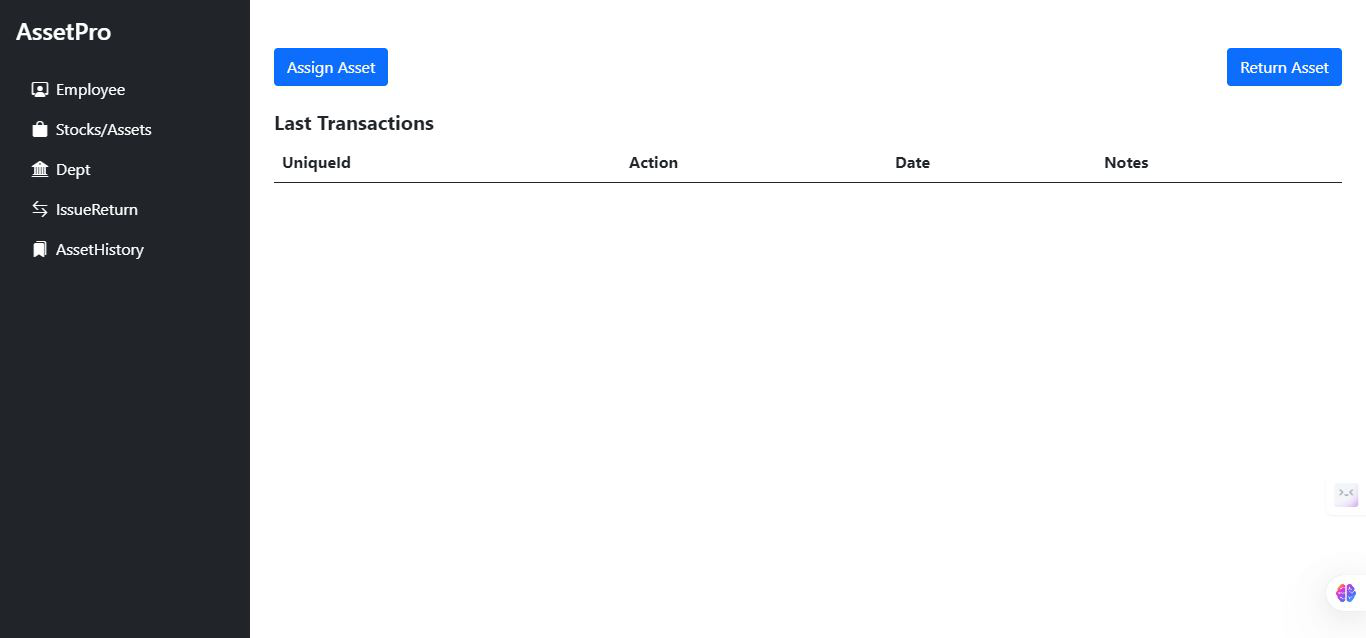 AssetPro
Employee
Stocks/Assets
Dept
IssueReturn
AssetHistory
Assign Asset
Return Asset
Last Transactions
UniqueId Action Date Notes